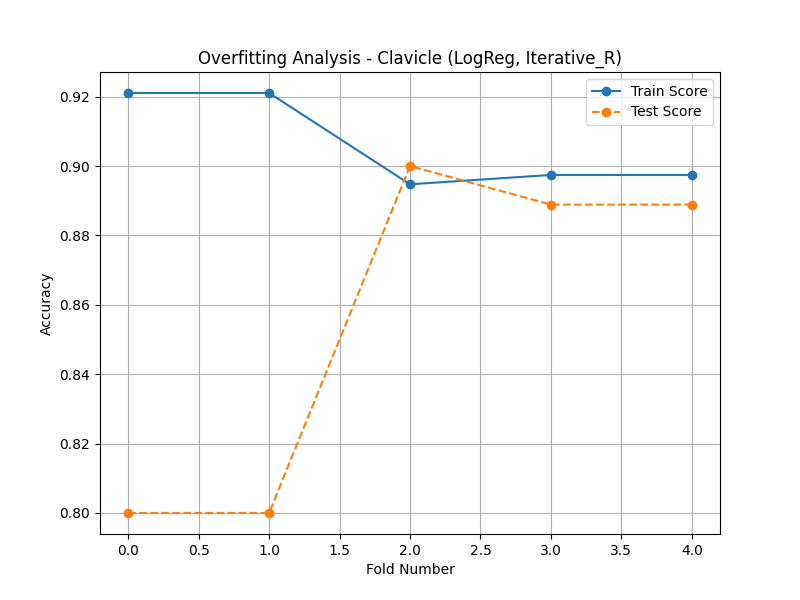 Overfitting Analysis - Clavicle (LogReg, Iterative_R)
Train Score
Test Score
0.92
0.90
0.88
0.86
0.84
0.82
0.80
Accuracy
0.0 0.5 1.0 1.5 2.0 2.5 3.0 3.5 4.0
Fold Number